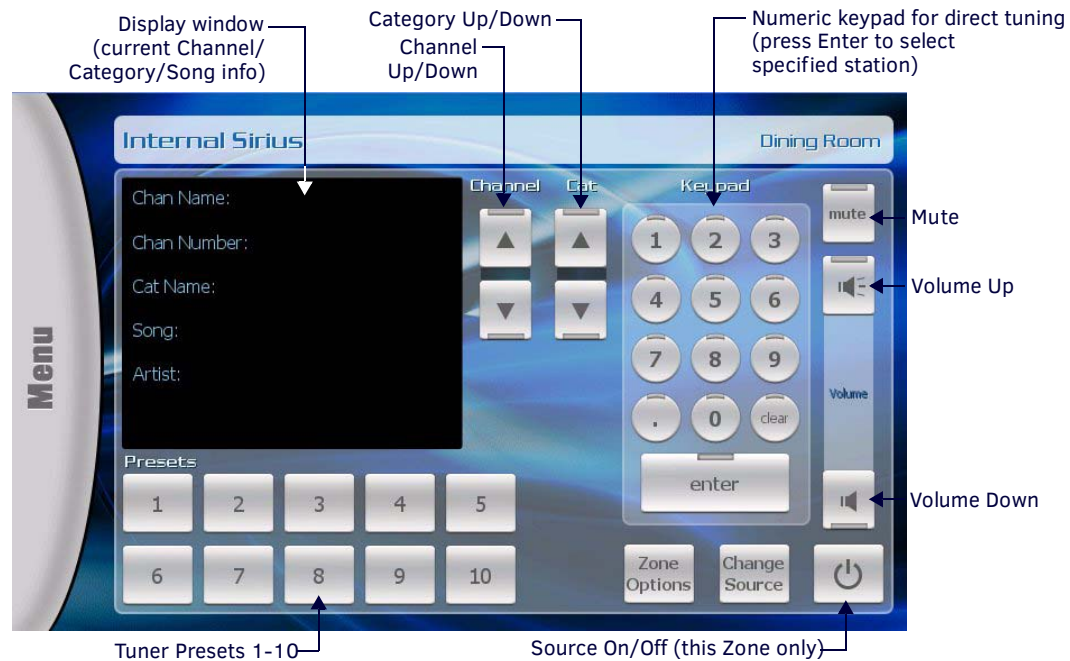 Display window
(current Channel/
Category/Song info)
Category Up/Down
Channel
Up/Down
Numeric keypad for direct tuning
(press Enter to select
specified station)
Internal Sirius
Dining Room
Menu
Chan Name:
Chan Number:
Cat Name:
Song:
Artist:
Channel
Cat
Keypad
1 2 3
4 5 6
7 8 9
. 0 clear
enter
mute
Volume
Mute
Volume Up
Volume Down
Presets
1 2 3 4 5
6 7 8 9 10
Zone
Options
Change
Source
Tuner Presets 1-10
Source On/Off (this Zone only)